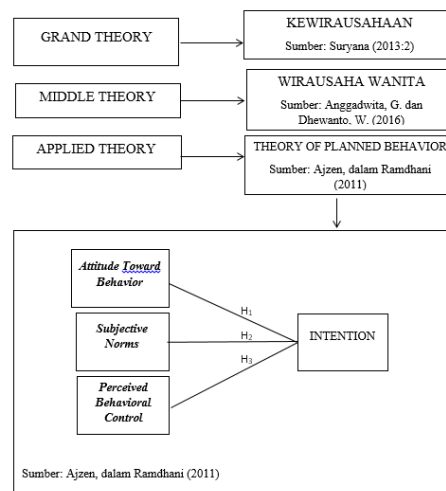 GRAND THEORY
KEWIRAUSAHAAN
Sumber: Suryana (2013:2)
MIDDLE THEORY
WIRAUSAHA WANITA
Sumber: Anggadwita, G. dan
Dhewanto, W. (2016)
APPLIED THEORY
THEORY OF PLANNED BEHAVIOR
Sumber: Ajzen, dalam Ramdhani
(2011)
Attitude Toward
Behavior
H1
Subjective
Norms
H2
INTENTION
H3
Perceived
Behavioral
Control
Sumber: Ajzen, dalam Ramdhani (2011)